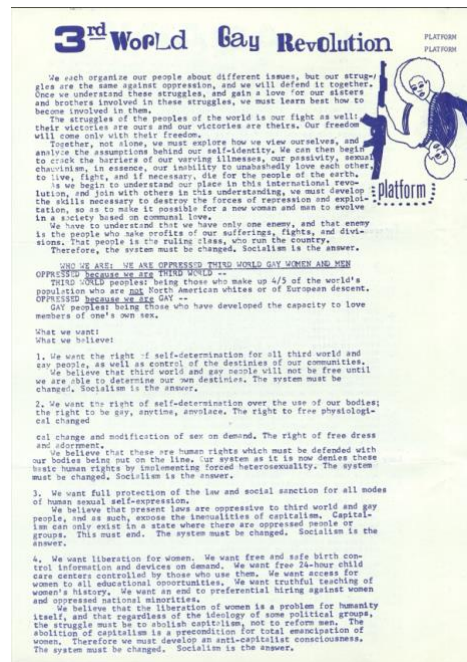 3rd World Gay Revolution
PLATFORM
PLATFORM
We each organize our people about different issues, but our strug-
gles are the same against oppression, and we will defend it together.
Once we understand these struggles, and gain a love for our sisters
and brothers involved in these struggles, we must learn best how to
become involved in them.
The struggles of the peoples of the world is our fight as well;
their victories are ours and our victories are theirs. Our freedom
will come only with their freedom.
Together, not alone, we must explore how we view ourselves, and
analyze the assumptions behind our self-identity. We can then begin
to crack the barriers of our varying illnesses, our passivity, sexual
chauvinism, in essence, our inability to unabashedly love each other
to live, fight, and if necessary, die for the people of the earth.
As we begin to understand our place in this international revo-
lution, and join with others in this understanding, we must develop
the skills necessary to destroy the forces of repression and exploi-
tation, so as to make it possible for a new woman and man to evolve
in a society based on communal love.
We have to understand that we have only one enemy, and that enemy
is the people who make profits of our sufferings, fights, and divi-
sions. That people is the ruling class, who run the country.
Therefore, the system must be changed. Socialism is the answer.
platform
WHO WE ARE: WE ARE OPPRESSED THIRD WORLD GAY WOMEN AND MEN
OPPRESSED because we are THIRD WORLD --
THIRD WORLD peoples: being those who make up 4/5 of the world's
population who are not North American whites or of European descent.
OPPRESSED because we are GAY --
GAY peoples: being those who have developed the capacity to love
members of one's own sex.
What we want:
What we believe:
1. We want the right of self-determination for all third world and
gay people, as well as control of the destinies of our communities.
We believe that third world and gay people will not be free until
we are able to determine our own destinies. The system must be
changed. Socialism is the answer.
2. We want the right of self-determination over the use of our bodies;
the right to be gay, anytime, anyplace. The right to free physiologi-
cal changed
cal change and modification of sex on demand. The right of free dress
and adornment.
We believe that these are human rights which must be defended with
our bodies being put on the line. Our system as it is now denies these
basic human rights by implementing forced heterosexuality. The system
must be changed. Socialism is the answer.
3. We want full protection of the law and social sanction for all modes
of human sexual self-expression.
We believe that present laws are oppressive to third world and gay
people, and as such, expose the inequalities of capitalism. Capital-
ism can only exist in a state where there are oppressed people or
groups. This must end. The system must be changed. Socialism is the
answer.
4. We want liberation for women. We want free and safe birth con-
trol information and devices on demand. We want free 24-hour child
care centers controlled by those who use them. We want access for
women to all educational opportunities. We want truthful teaching of
women's history. We want an end to preferential hiring against women
and oppressed national minorities.
We believe that the liberation of women is a problem for humanity
itself, and that regardless of the ideology of some political groups,
the struggle must be to abolish capitalism, not to reform men. The
abolition of capitalism is a precondition for total emancipation of
women. Therefore we must develop an anti-capitalist consciousness.
The system must be changed. Socialism is the answer.